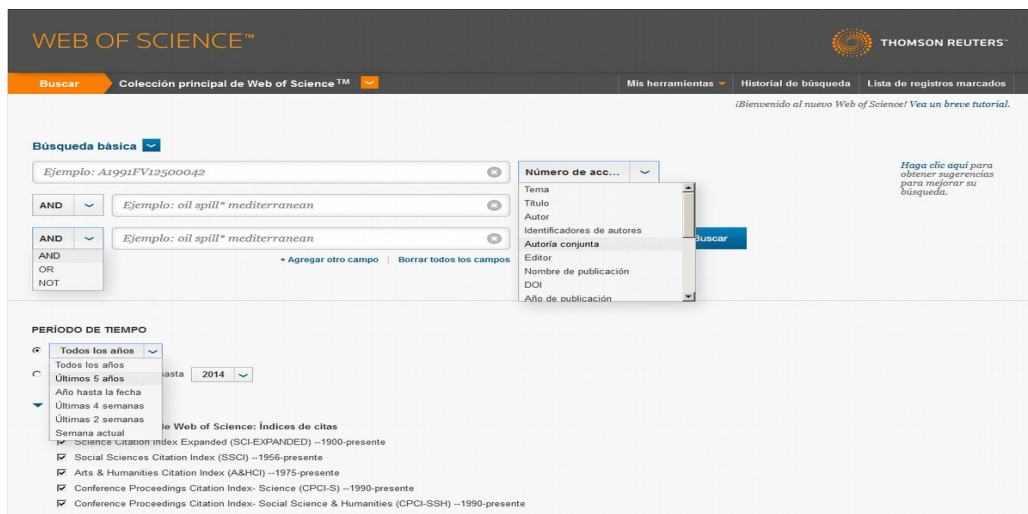 WEB OF SCIENCE™
THOMSON REUTERS™
Buscar
Colección principal de Web of Science™
Mis herramientas
Historial de búsqueda
Lista de registros marcados
¡Bienvenido al nuevo Web of Science! Vea un breve tutorial.
Búsqueda básica
Ejemplo: A1991FV12500042
Número de acc...
Haga clic aquí para
obtener sugerencias
para mejorar su
búsqueda.
Tema
Título
Autor
Identificadores de autores
Autoría conjunta
Editor
Nombre de publicación
DOI
Año de publicación
AND
Ejemplo: oil spill* mediterranean
AND
Ejemplo: oil spill* mediterranean
Buscar
AND
OR
NOT
+ Agregar otro campo | Borrar todos los campos
PERÍODO DE TIEMPO
Todos los años
Todos los años
Últimos 5 años
Año hasta la fecha
Últimas 4 semanas
Últimas 2 semanas
Semana actual
hasta 2014
de Web of Science: Índices de citas
Science Citation Index Expanded (SCI-EXPANDED) --1900-presente
Social Sciences Citation Index (SSCI) --1956-presente
Arts & Humanities Citation Index (A&HCI) --1975-presente
Conference Proceedings Citation Index- Science (CPCI-S) --1990-presente
Conference Proceedings Citation Index- Social Science & Humanities (CPCI-SSH) --1990-presente